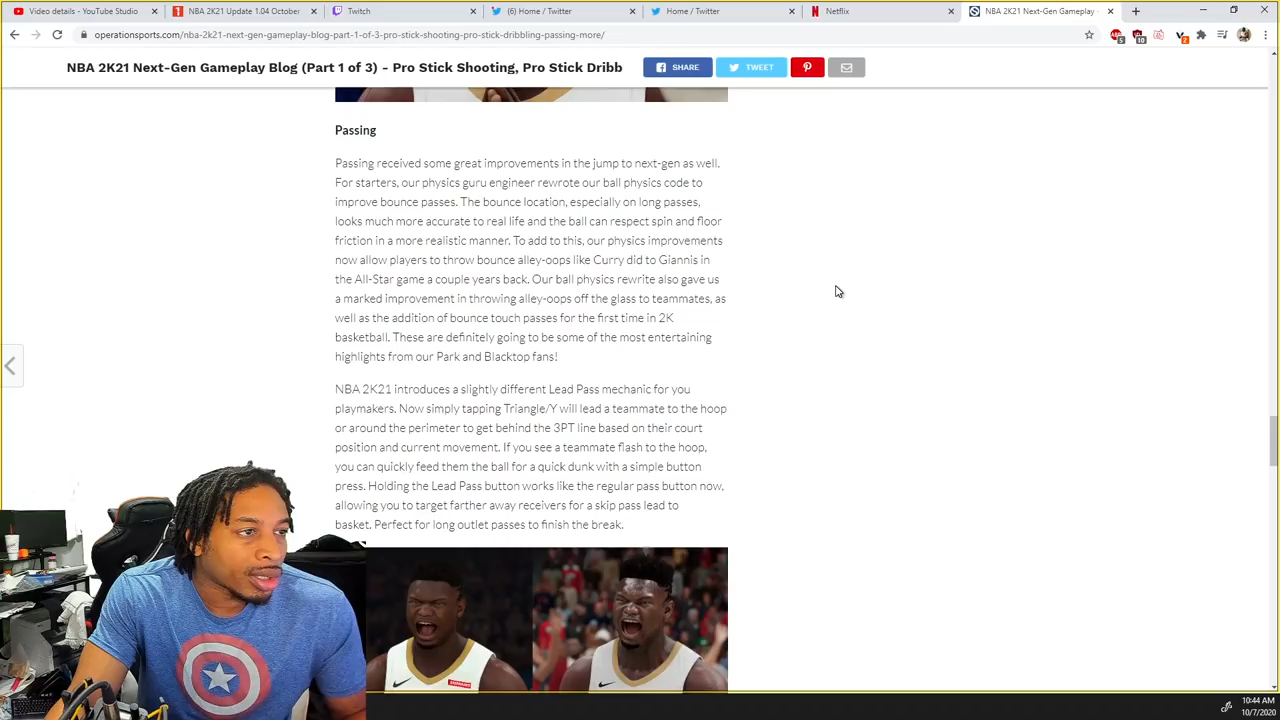 Video details - YouTube Studio
NBA 2K21 Update 1.04 October
Twitch
(6) Home / Twitter
Home / Twitter
Netflix
NBA 2K21 Next-Gen Gameplay
operationsports.com/nba-2k21-next-gen-gameplay-blog-part-1-of-3-pro-stick-shooting-pro-stick-dribbling-passing-more/
NBA 2K21 Next-Gen Gameplay Blog (Part 1 of 3) - Pro Stick Shooting, Pro Stick Dribb
SHARE
TWEET
Passing
Passing received some great improvements in the jump to next-gen as well.
For starters, our physics guru engineer rewrote our ball physics code to
improve bounce passes. The bounce location, especially on long passes,
looks much more accurate to real life and the ball can respect spin and floor
friction in a more realistic manner. To add to this, our physics improvements
now allow players to throw bounce alley-oops like Curry did to Giannis in
the All-Star game a couple years back. Our ball physics rewrite also gave us
a marked improvement in throwing alley-oops off the glass to teammates, as
well as the addition of bounce touch passes for the first time in 2K
basketball. These are definitely going to be some of the most entertaining
highlights from our Park and Blacktop fans!
NBA 2K21 introduces a slightly different Lead Pass mechanic for you
playmakers. Now simply tapping Triangle/Y will lead a teammate to the hoop
or around the perimeter to get behind the 3PT line based on their court
position and current movement. If you see a teammate flash to the hoop,
you can quickly feed them the ball for a quick dunk with a simple button
press. Holding the Lead Pass button works like the regular pass button now,
allowing you to target farther away receivers for a skip pass lead to
basket. Perfect for long outlet passes to finish the break.
10:44 AM
10/7/2020